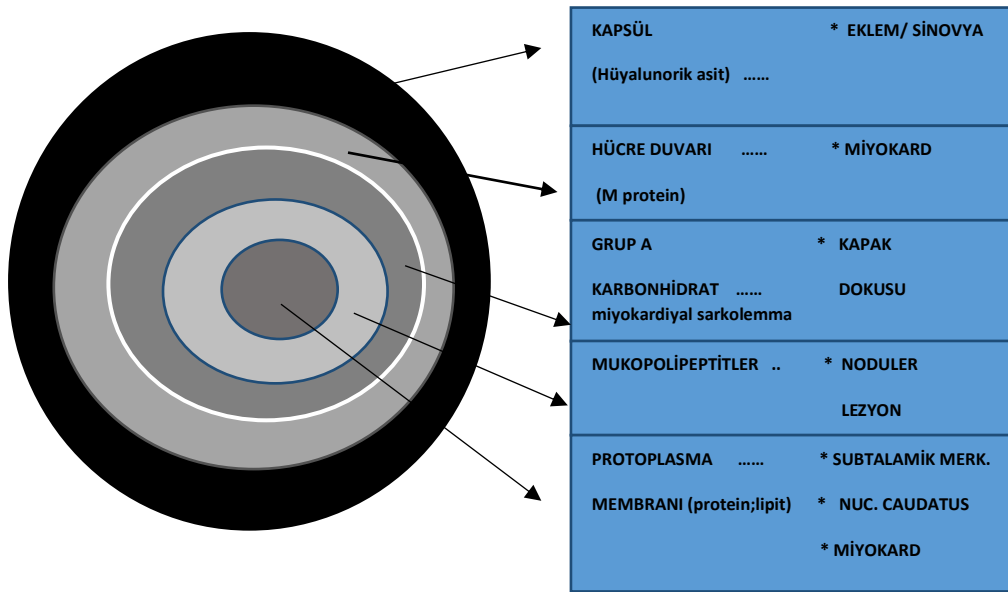 KAPSÜL * EKLEM/ SİNOVYA
(Hüyalunorik asit) ......
HÜCRE DUVARI ...... * MİYOKARD
(M protein)
GRUP A * KAPAK
KARBONHİDRAT ...... DOKUSU
miyokardiyal sarkolemma
MUKOPOLİPEPTİTLER .. * NODULER
LEZYON
PROTOPLASMA ...... * SUBTALAMİK MERK.
MEMBRANI (protein;lipit) * NUC. CAUDATUS
* MİYOKARD